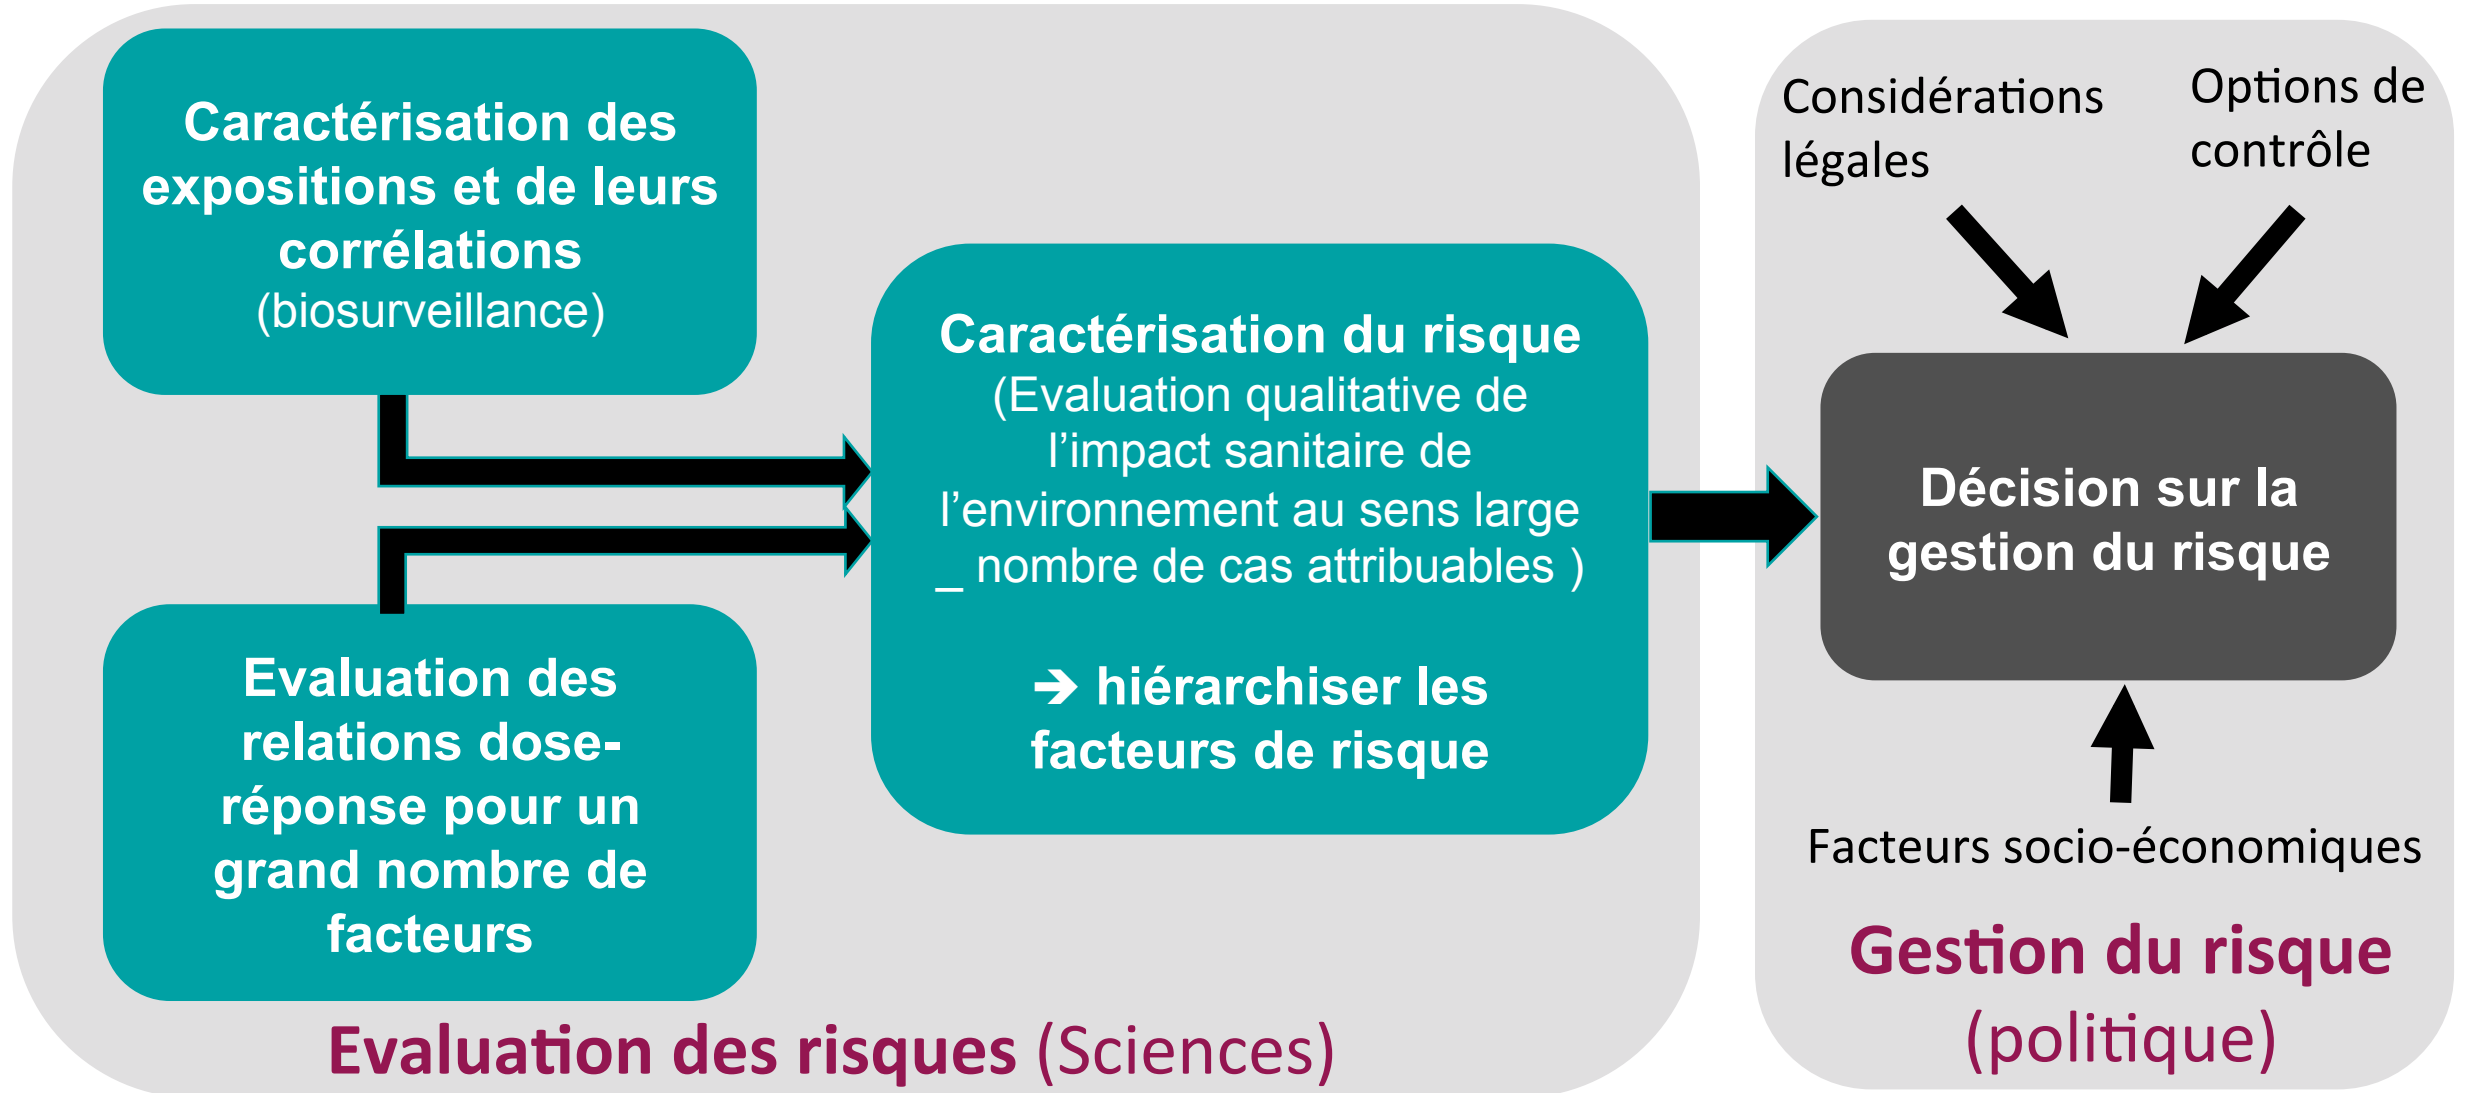 Caractérisation des
expositions et de leurs
corrélations
(biosurveillance)
Evaluation des
relations dose-
réponse pour un
grand nombre de
facteurs
Caractérisation du risque
(Evaluation qualitative de
l’impact sanitaire de
l’environnement au sens large
_ nombre de cas attribuables )
➔ hiérarchiser les
facteurs de risque
Evaluation des risques (Sciences)
Considérations
légales
Options de
contrôle
Décision sur la
gestion du risque
Facteurs socio-économiques
Gestion du risque
(politique)